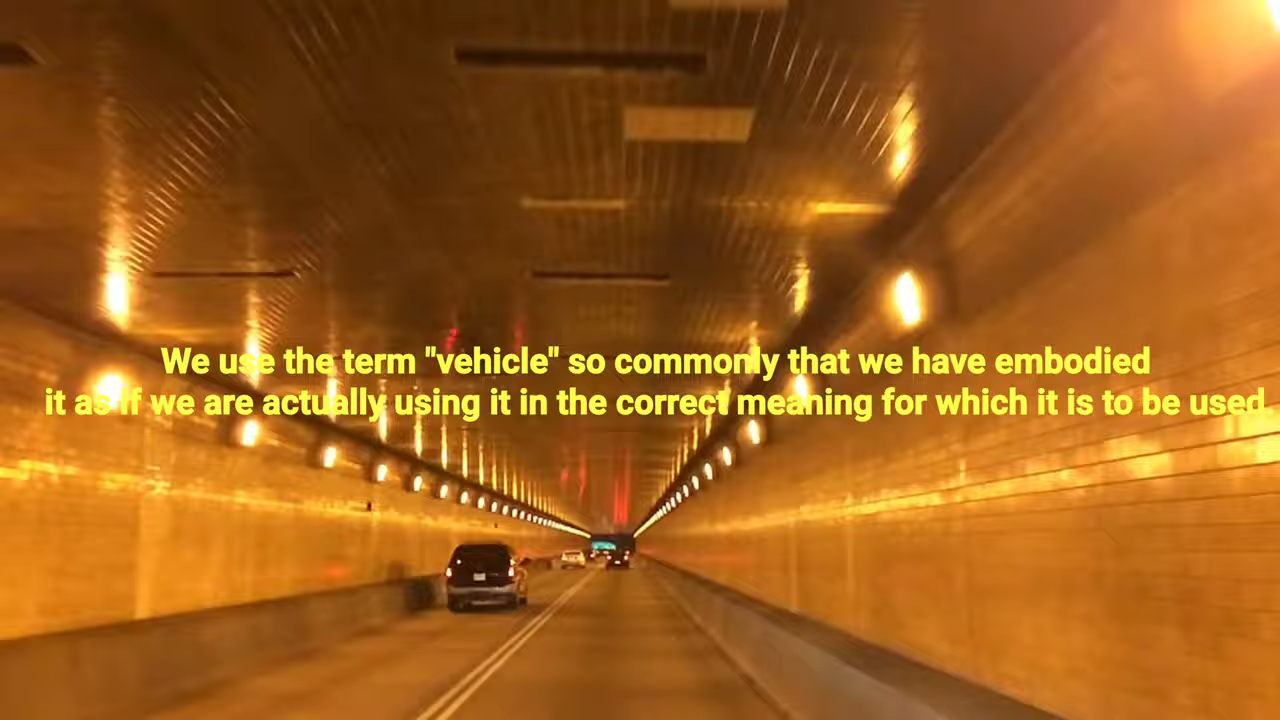 We use the term "vehicle" so commonly that we have embodied
it as if we are actually using it in the correct meaning for which it is to be used